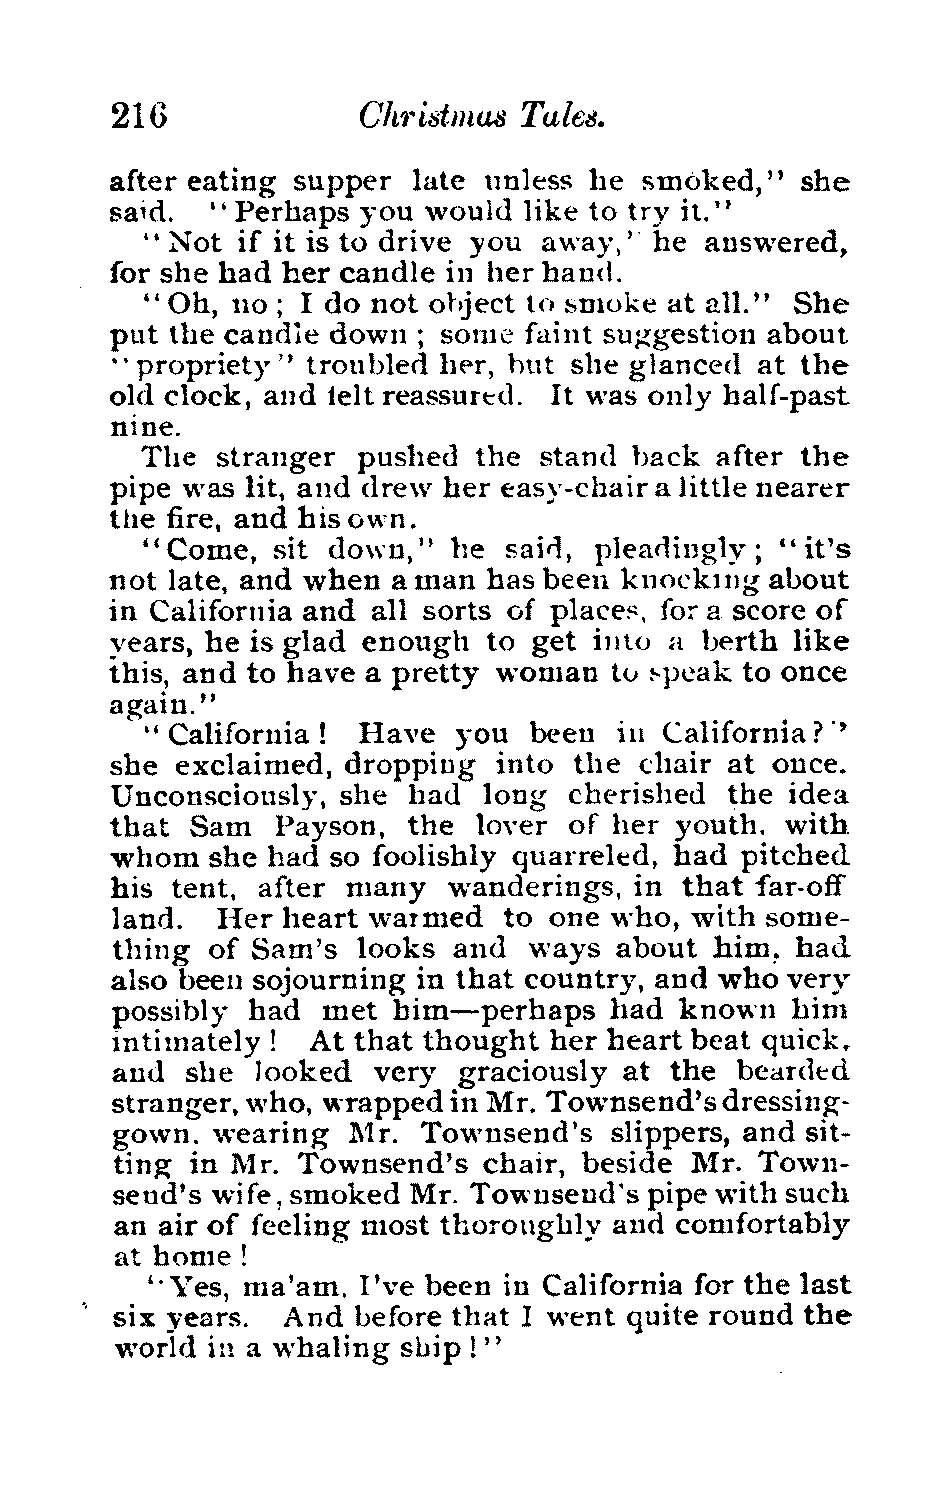 216 Christmas Tales.
after eating supper late unless he smoked," she
said. "Perhaps you would like to try it."
"Not if it is to drive you away,' he answered,
for she had her candle in her hand.
"Oh, no; I do not object to smoke at all." She
put the candle down; some faint suggestion about
"propriety" troubled her, but she glanced at the
old clock, and felt reassured. It was only half-past
nine.
The stranger pushed the stand back after the
pipe was lit, and drew her easy-chair a little nearer
the fire, and his own.
"Come, sit down," he said, pleadingly; "it's
not late, and when a man has been knocking about
in California and all sorts of places, for a score of
years, he is glad enough to get into a berth like
this, and to have a pretty woman to speak to once
again."
"California! Have you been in California?"
she exclaimed, dropping into the chair at once.
Unconsciously, she had long cherished the idea
that Sam Payson, the lover of her youth, with
whom she had so foolishly quarreled, had pitched
his tent, after many wanderings, in that far-off
land. Her heart warmed to one who, with some-
thing of Sam's looks and ways about him, had
also been sojourning in that country, and who very
possibly had met him—perhaps had known him
intimately! At that thought her heart beat quick,
and she looked very graciously at the bearded
stranger, who, wrapped in Mr. Townsend's dressing-
gown, wearing Mr. Townsend's slippers, and sit-
ting in Mr. Townsend's chair, beside Mr. Town-
send's wife, smoked Mr. Townsend's pipe with such
an air of feeling most thoroughly and comfortably
at home!
"Yes, ma'am, I've been in California for the last
six years. And before that I went quite round the
world in a whaling ship!"